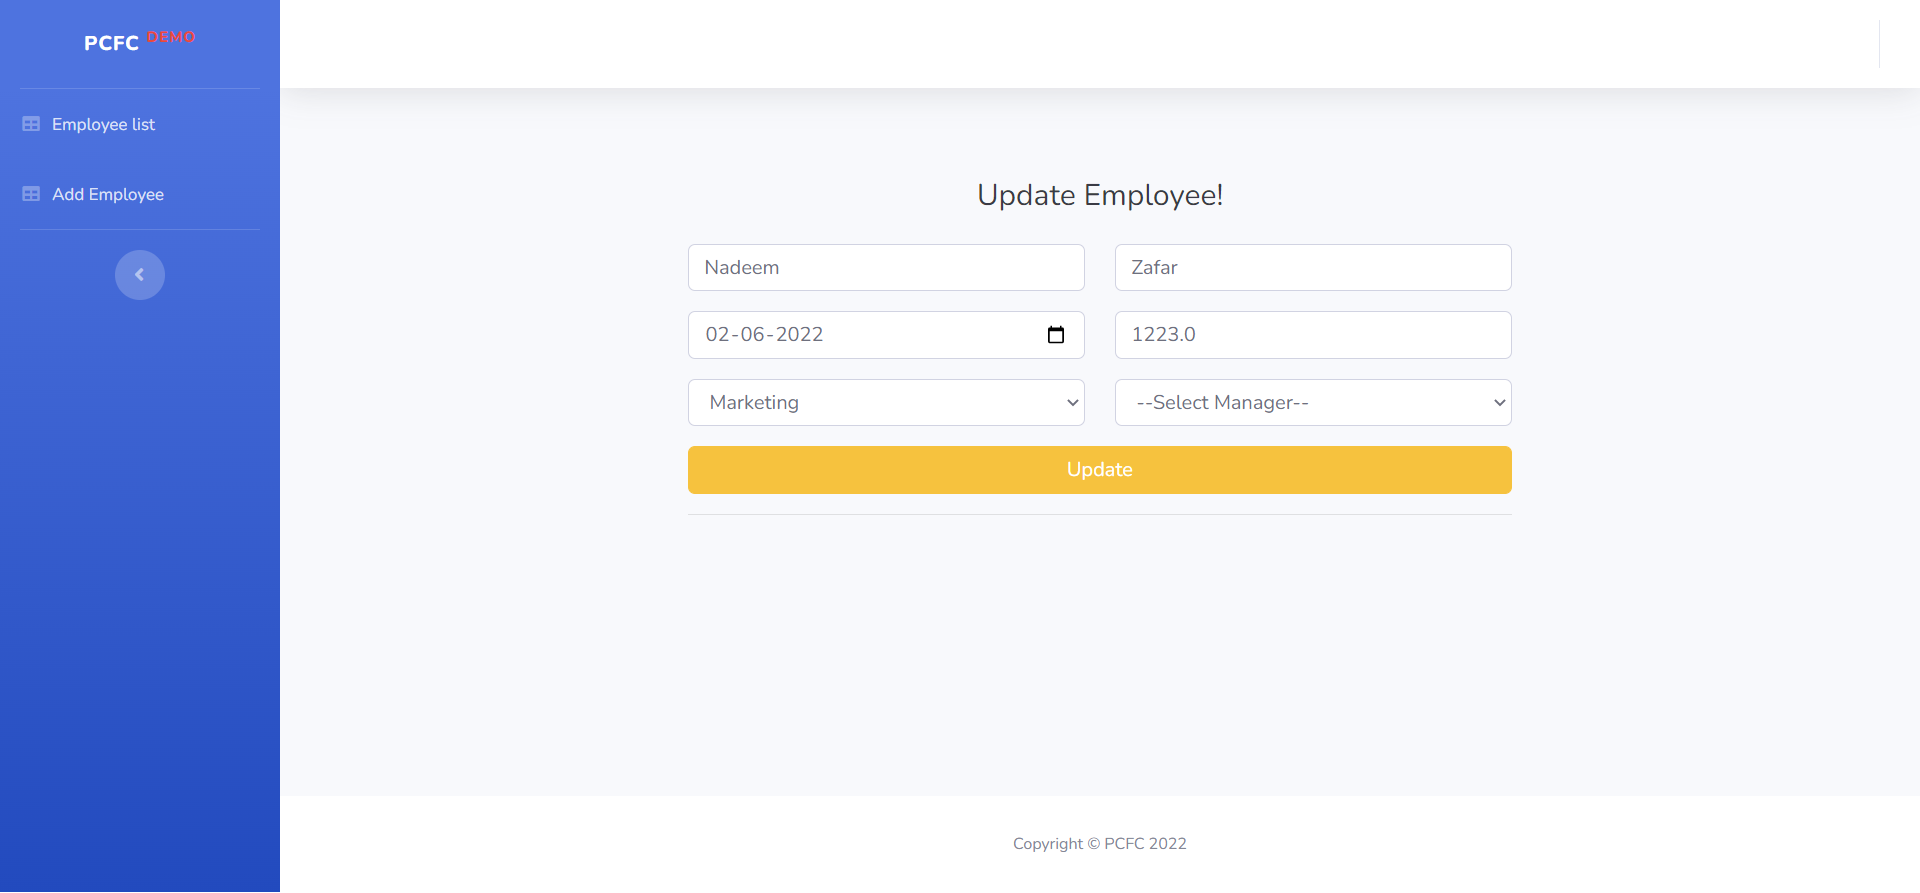 PCFC DEMO
Employee list
Add Employee
Update Employee!
Nadeem
Zafar
02-06-2022
1223.0
Marketing
--Select Manager--
Update
Copyright © PCFC 2022